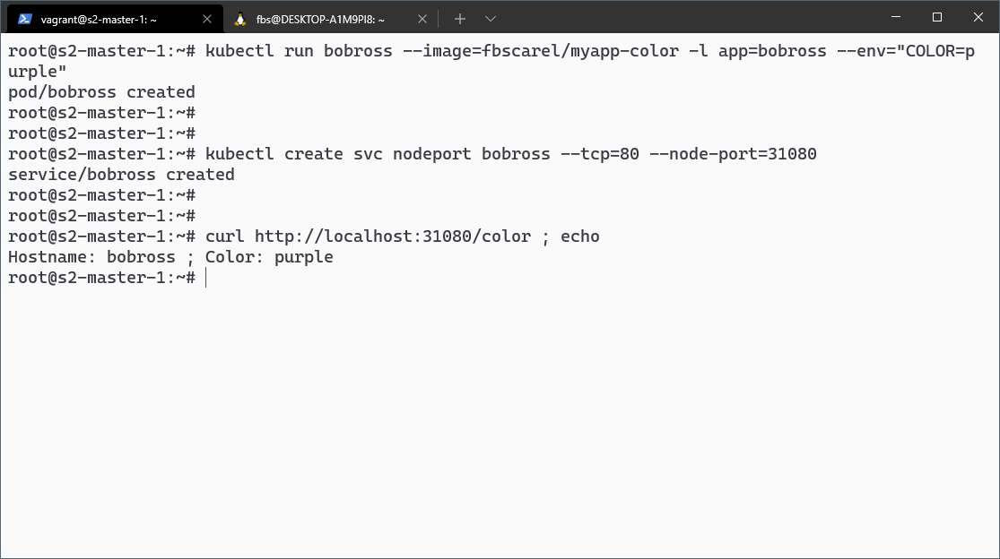 vagrant@s2-master-1: ~
fbs@DESKTOP-A1M9PI8: ~
root@s2-master-1:~# kubectl run bobross --image=fbscarel/myapp-color -l app=bobross --env="COLOR=p
urple"
pod/bobross created
root@s2-master-1:~#
root@s2-master-1:~#
root@s2-master-1:~# kubectl create svc nodeport bobross --tcp=80 --node-port=31080
service/bobross created
root@s2-master-1:~#
root@s2-master-1:~#
root@s2-master-1:~# curl http://localhost:31080/color ; echo
Hostname: bobross ; Color: purple
root@s2-master-1:~#